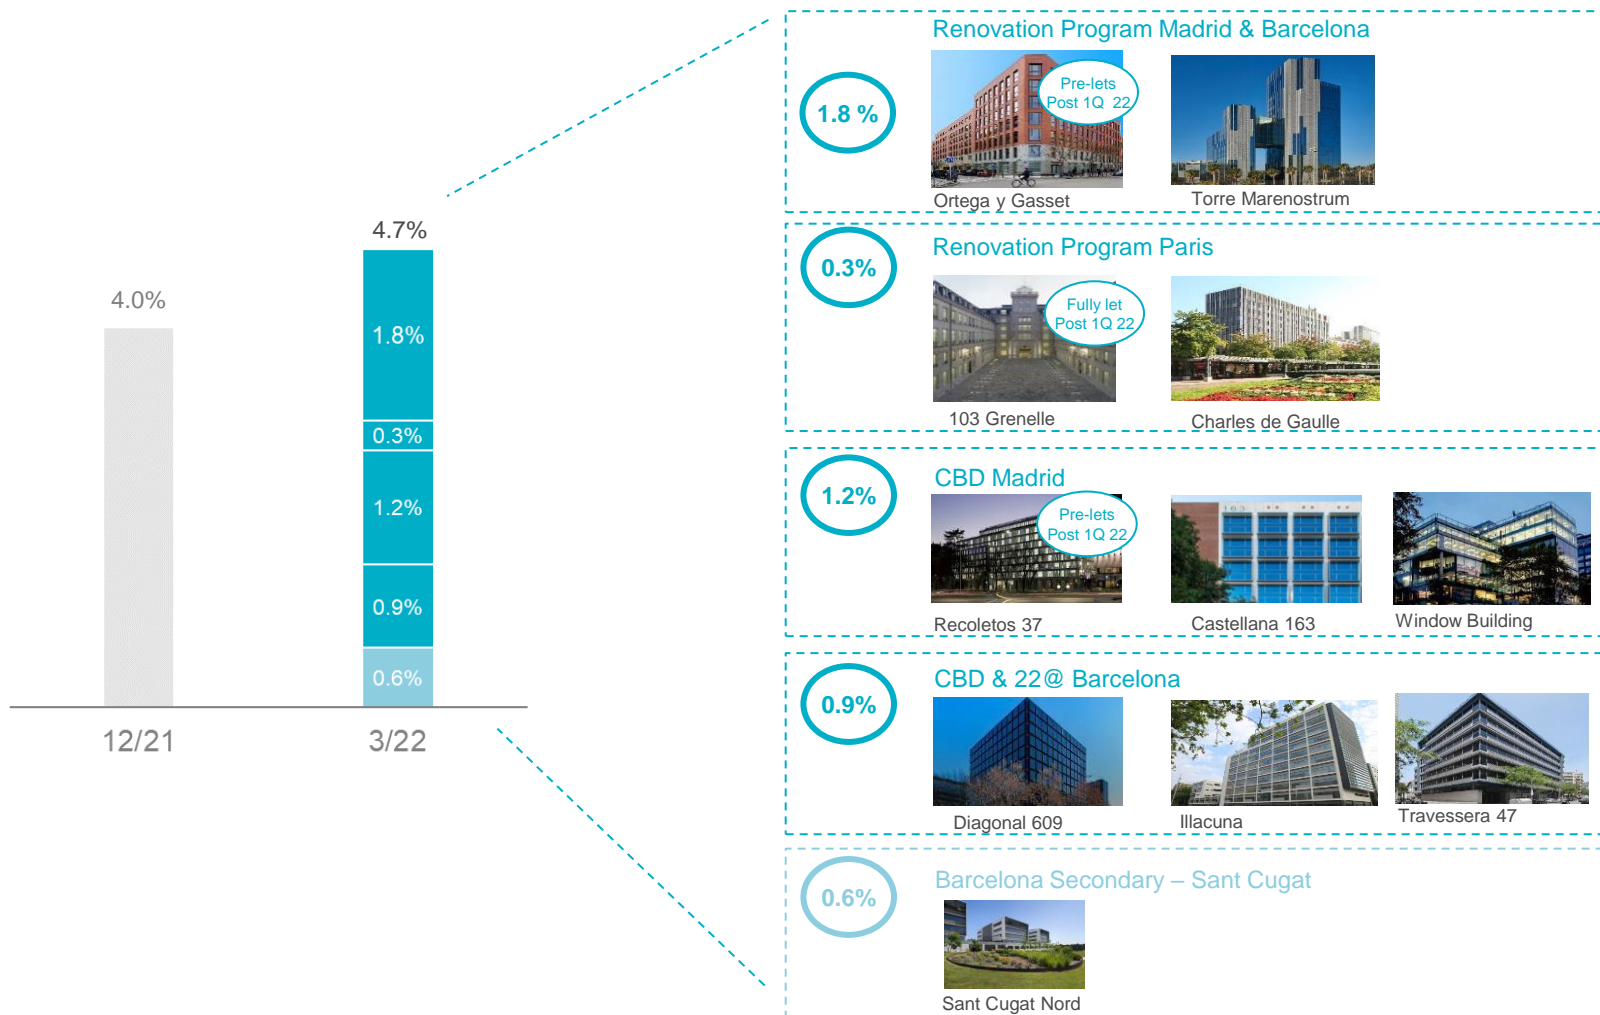 4.0%
4.7%
1.8%
0.3%
1.2%
0.9%
0.6%
12/21
3/22
Renovation Program Madrid & Barcelona
1.8 %
Pre-lets
Post 1Q 22
Ortega y Gasset
Torre Marenostrum
Renovation Program Paris
0.3%
Fully let
Post 1Q 22
103 Grenelle
Charles de Gaulle
CBD Madrid
1.2%
Pre-lets
Post 1Q 22
163
Recoletos 37
Castellana 163
Window Building
CBD & 22@ Barcelona
0.9%
Diagonal 609
Illacuna
Travessera 47
Barcelona Secondary – Sant Cugat
0.6%
Sant Cugat Nord